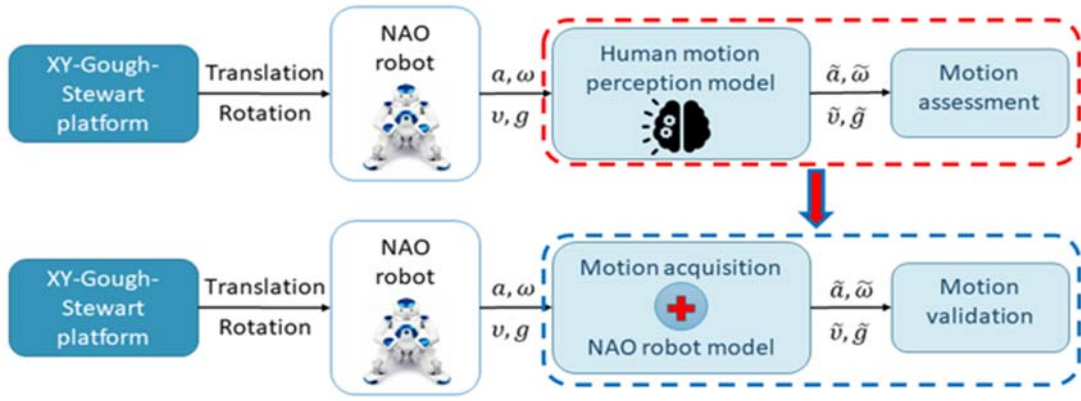 XY-Gough-
Stewart
platform
Translation
Rotation
NAO
robot
a, ω
υ, g
Human motion
perception model
ã, ω̃
υ̃, g̃
Motion
assessment
XY-Gough-
Stewart
platform
Translation
Rotation
NAO
robot
a, ω
υ, g
Motion acquisition
NAO robot model
ã, ω̃
υ̃, g̃
Motion
validation